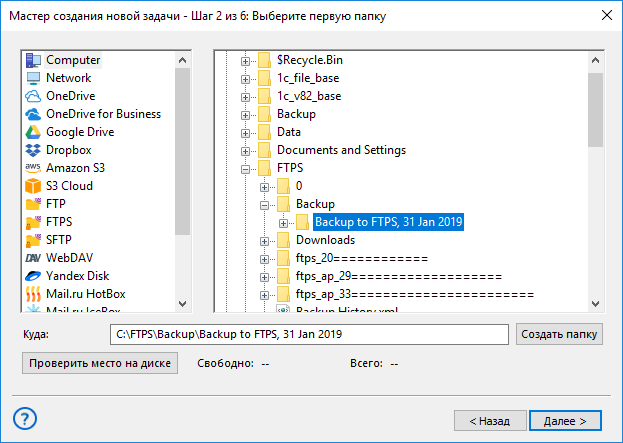 Мастер создания новой задачи - Шаг 2 из 6: Выберите первую папку
Computer
Network
OneDrive
OneDrive for Business
Google Drive
Dropbox
aws Amazon S3
S3 Cloud
FTP
FTPS
SFTP
DAV WebDAV
Yandex Disk
Mail.ru HotBox
Mail.ru IceBox
$Recycle.Bin
1c_file_base
1c_v82_base
Backup
Data
Documents and Settings
FTPS
0
Backup
Backup to FTPS, 31 Jan 2019
Downloads
ftps_20============
ftps_ap_29===================
ftps_ap_33=======================
Backup History.xml
Куда: C:\FTPS\Backup\Backup to FTPS, 31 Jan 2019 Создать папку
Проверить место на диске Свободно: -- Всего: --
? < Назад Далее >